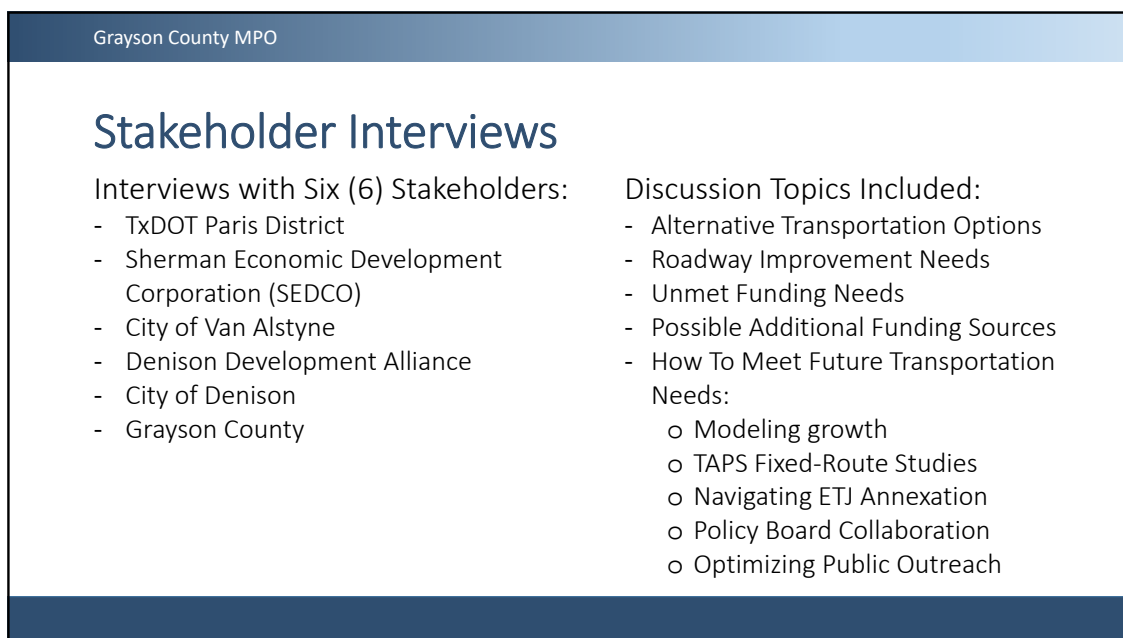 Grayson County MPO
Stakeholder Interviews
Interviews with Six (6) Stakeholders:
- TxDOT Paris District
- Sherman Economic Development
Corporation (SEDCO)
- City of Van Alstyne
- Denison Development Alliance
- City of Denison
- Grayson County
Discussion Topics Included:
- Alternative Transportation Options
- Roadway Improvement Needs
- Unmet Funding Needs
- Possible Additional Funding Sources
- How To Meet Future Transportation
Needs:
o Modeling growth
o TAPS Fixed-Route Studies
o Navigating ETJ Annexation
o Policy Board Collaboration
o Optimizing Public Outreach